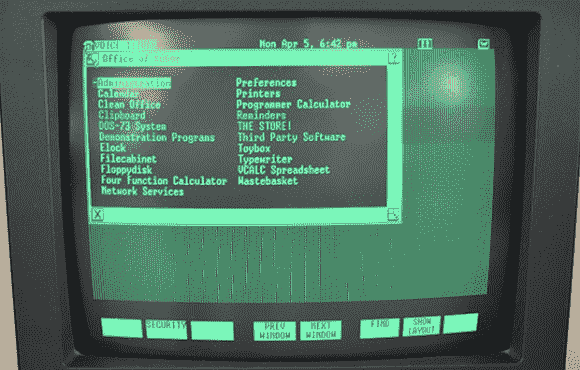 Mon Apr 5, 6:42 pm
Office of
?
Administration
Calendar
Clean Office
Clipboard
DOS-73 System
Demonstration Programs
Elock
Filecabinet
Floppydisk
Four Function Calculator
Network Services
Preferences
Printers
Programmer Calculator
Reminders
THE STORE!
Third Party Software
Toybox
Typewriter
VCALC Spreadsheet
Wastebasket
X
SECURITY
PREV
WINDOW
NEXT
WINDOW
FIND
SHOW
LAYOUT